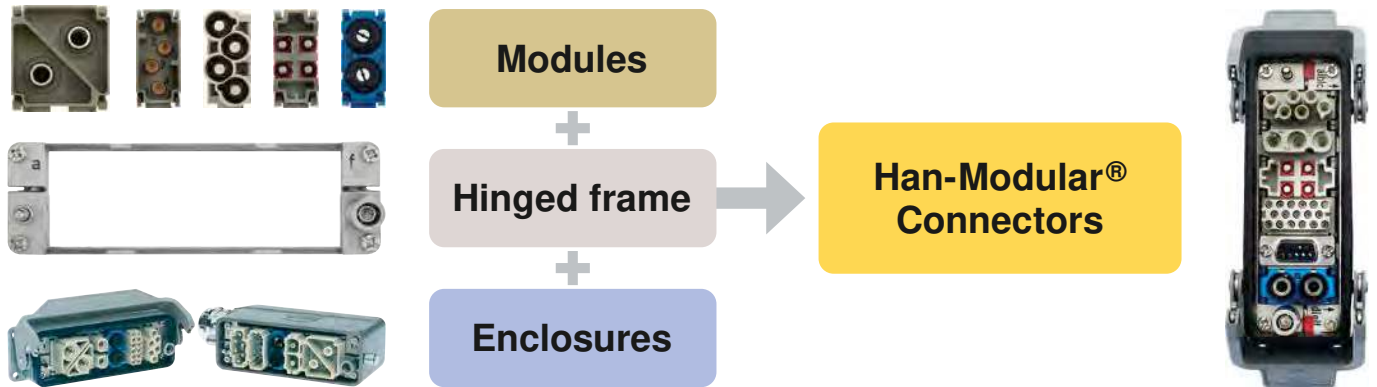 Modules
a
f
Hinged frame
Han-Modular®
Connectors
Enclosures